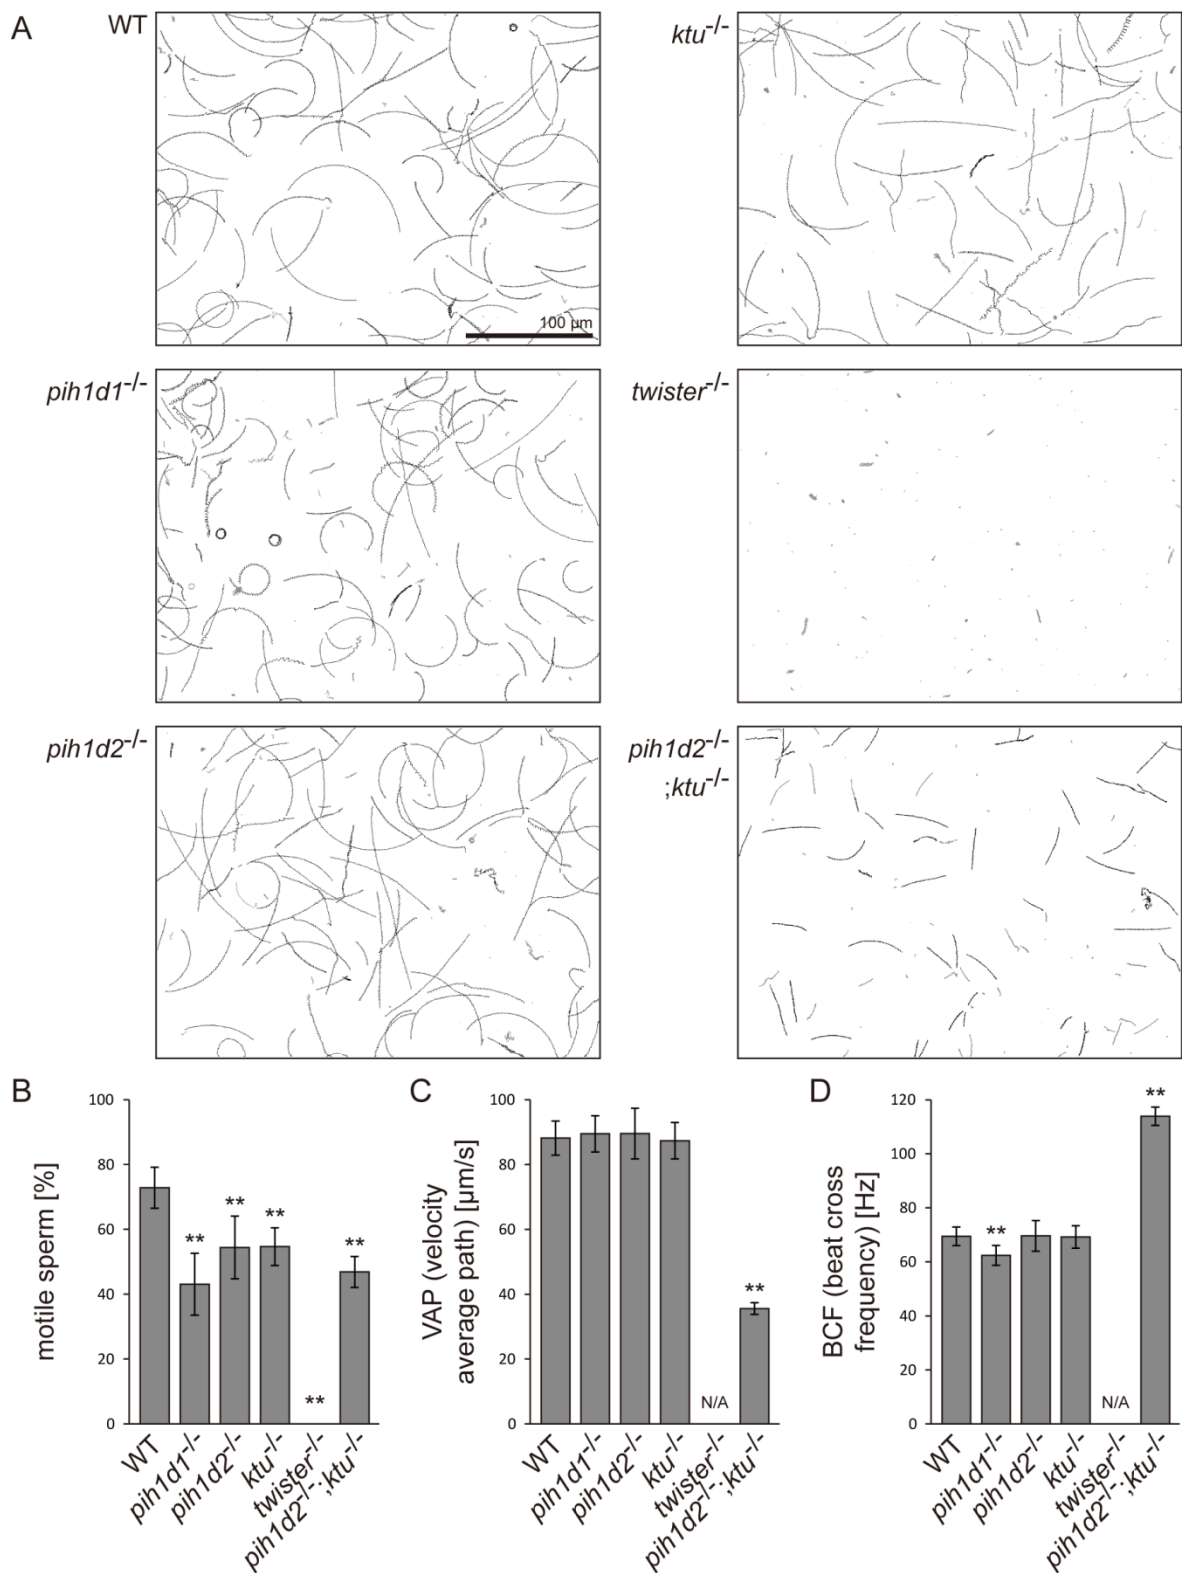 A
WT
ktu-/-
100 µm
pih1d1-/-
twister-/-
pih1d2-/-
pih1d2-/-
;ktu-/-
B
C
D
motile sperm [%]
100
80
60
40
20
0
**
**
**
**
**
WT
pih1d1-/-
pih1d2-/-
ktu-/-
twister-/-
pih1d2-/-;ktu-/-
VAP (velocity
average path) [µm/s]
100
80
60
40
20
0
N/A
**
WT
pih1d1-/-
pih1d2-/-
ktu-/-
twister-/-
pih1d2-/-;ktu-/-
BCF (beat cross
frequency) [Hz]
120
100
80
60
40
20
0
**
N/A
**
WT
pih1d1-/-
pih1d2-/-
ktu-/-
twister-/-
pih1d2-/-;ktu-/-